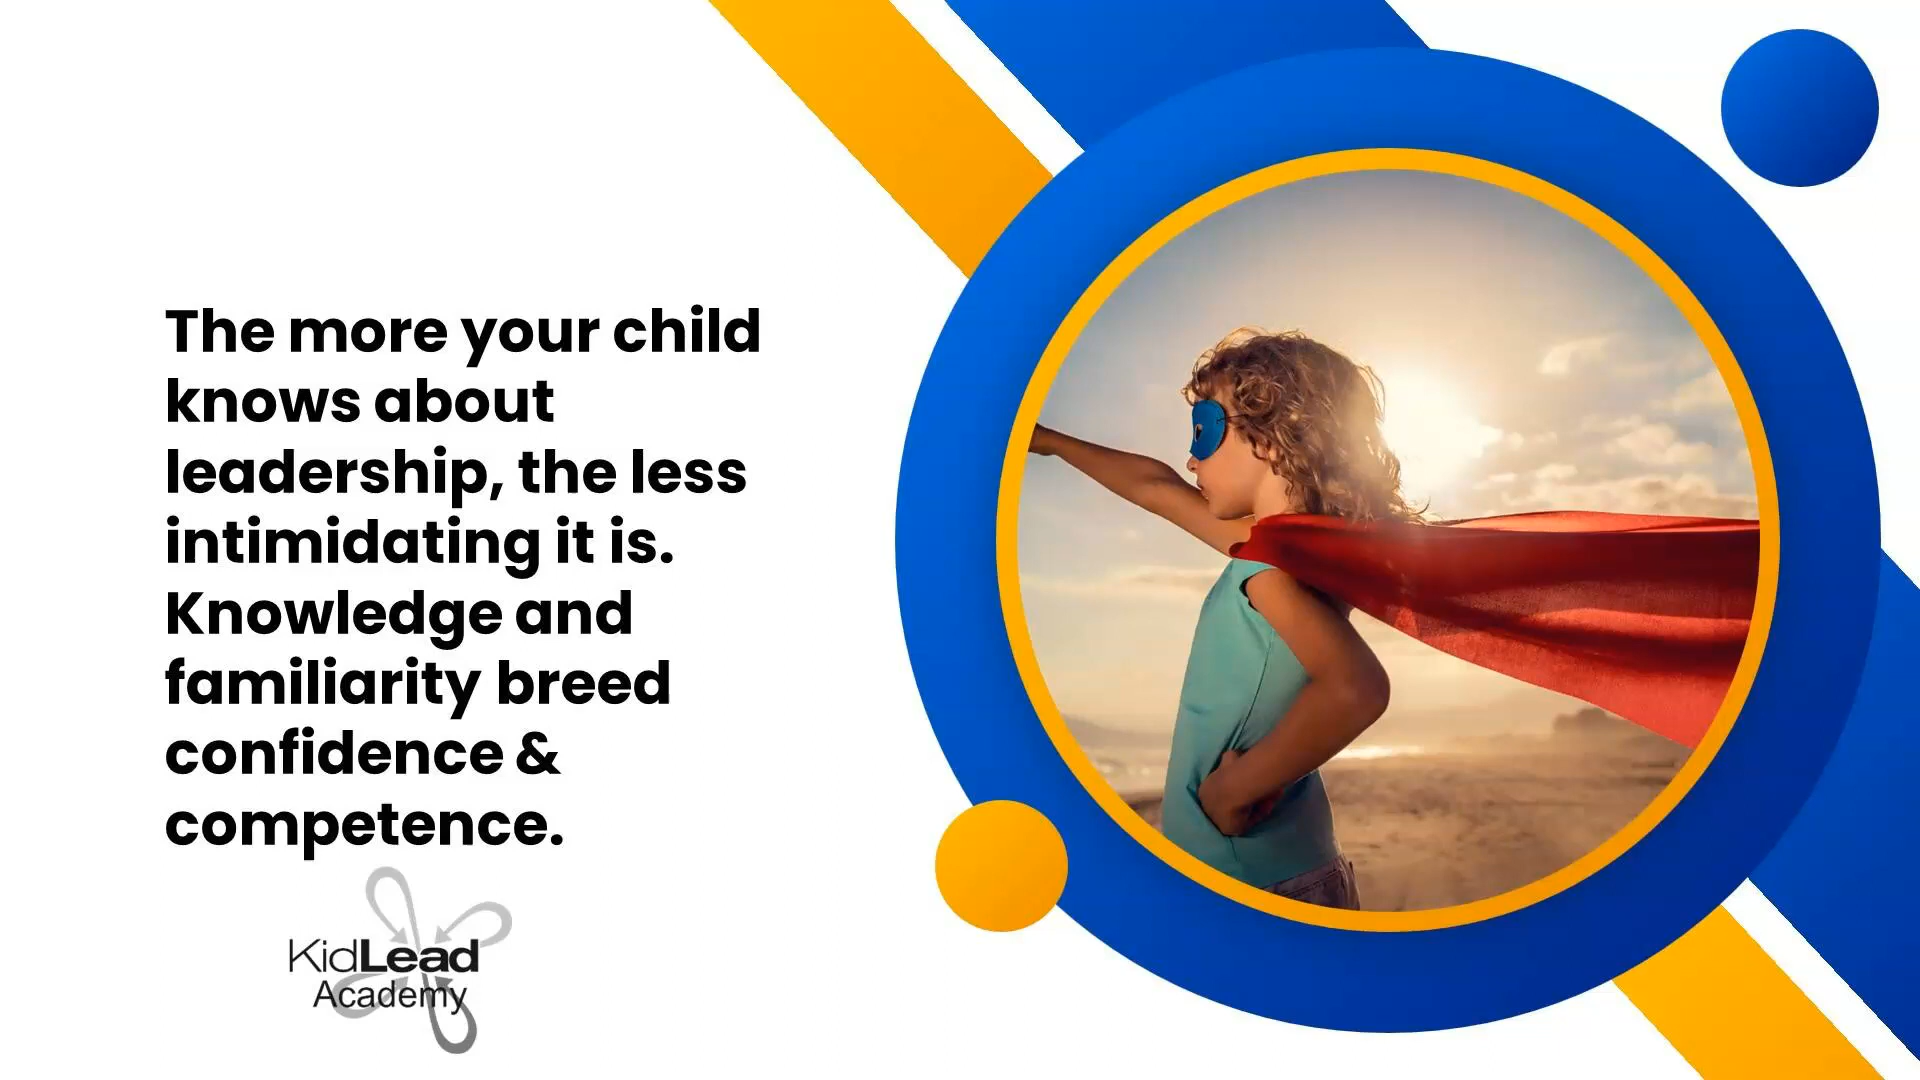 The more your child
knows about
leadership, the less
intimidating it is.
Knowledge and
familiarity breed
confidence &
competence.
KidLead
Academy